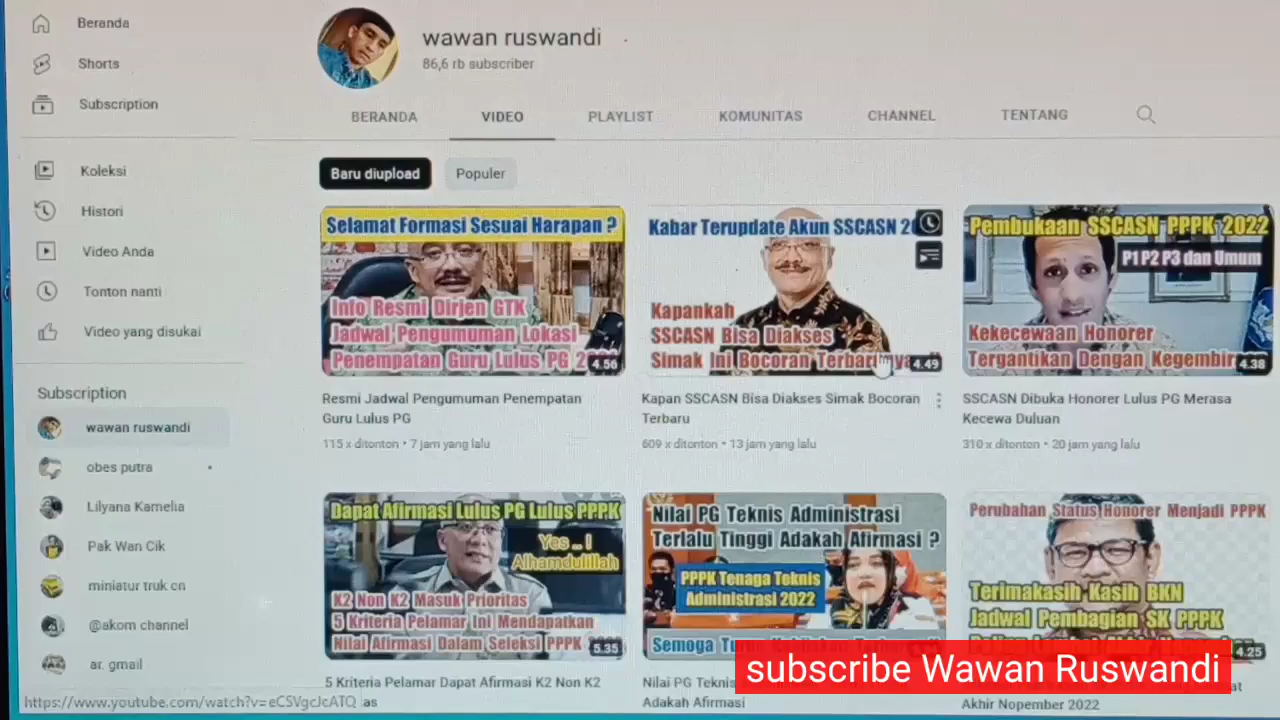 Beranda
Shorts
Subscription
Koleksi
Histori
Video Anda
Tonton nanti
Video yang disukai
Subscription
wawan ruswandi
obes putra
Lilyana Kamelia
Pak Wan Cik
miniatur truk cn
@akom channel
ar. gmail
https://www.youtube.com/watch?v=eCSVgcJcATQ
as
wawan ruswandi
86,6 rb subscriber
BERANDA VIDEO PLAYLIST KOMUNITAS CHANNEL TENTANG
Baru diupload Populer
Selamat Formasi Sesuai Harapan ?
Info Resmi Dirjen GTK
Jadwal Pengumuman Lokasi
Penempatan Guru Lulus PG
4.56
Resmi Jadwal Pengumuman Penempatan
Guru Lulus PG
115 x ditonton • 7 jam yang lalu
Kabar Terupdate Akun SSCASN
Kapankah
SSCASN Bisa Diakses
Simak Ini Bocoran
4.49
Kapan SSCASN Bisa Diakses Simak Bocoran
Terbaru
609 x ditonton • 13 jam yang lalu
Pembukaan SSCASN PPPK 2022
P1 P2 P3 dan Umum
Kekecewaan Honorer
Tergantikan Dengan
4.38
SSCASN Dibuka Honorer Lulus PG Merasa
Kecewa Duluan
310 x ditonton • 20 jam yang lalu
Dapat Afirmasi Lulus PG Lulus PPPK
Yes .. !
Alhamdulillah
K2 Non K2 Masuk Prioritas
5 Kriteria Pelamar Ini Mendapatkan
Nilai Afirmasi Dalam Seleksi PPPK
5.35
5 Kriteria Pelamar Dapat Afirmasi K2 Non K2
Nilai PG Teknis Administrasi
Terlalu Tinggi Adakah Afirmasi ?
PPPK Tenaga Teknis
Administrasi 2022
Semoga
Nilai PG
Adakah Afirmasi
Perubahan Status Honorer Menjadi PPPK
Terimakasih Kasih BKN
Jadwal Pembagian SK PPPK
4.25
at
Akhir Nopember 2022
subscribe Wawan Ruswandi